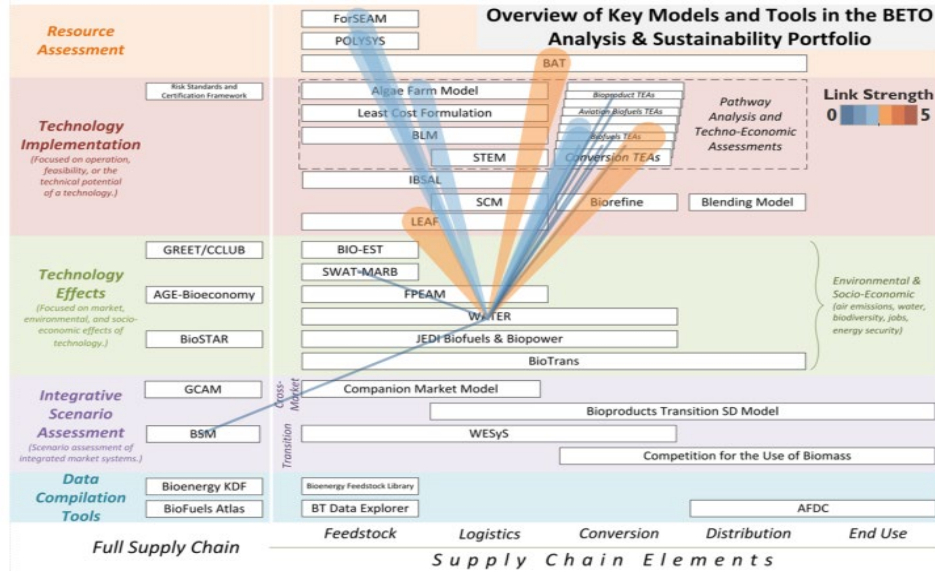 Overview of Key Models and Tools in the BETO
Analysis & Sustainability Portfolio
Resource
Assessment
ForSEAM
POLYSYS
BAT
Link Strength
0 5
Technology
Implementation
(Focused on operation,
feasibility, or the
technical potential
of a technology.)
Risk Standards and
Certification Framework
Algae Farm Model
Least Cost Formulation
BLM
STEM
Bioproduct TEAs
Aviation Biofuels TEAs
Biofuels TEAs
Conversion TEAs
Pathway
Analysis and
Techno-Economic
Assessments
IBSAL
SCM
Biorefine
Blending Model
LEAF
Technology
Effects
(Focused on market,
environmental, and socio-
economic effects of
technology.)
GREET/CCLUB
AGE-Bioeconomy
BioSTAR
BIO-EST
SWAT-MARB
FPEAM
WATER
JEDI Biofuels & Biopower
BioTrans
Environmental &
Socio-Economic
(air emissions, water,
biodiversity, jobs,
energy security)
Integrative
Scenario
Assessment
(Scenario assessment of
integrated market systems.)
GCAM
BSM
Cross-
Market
Transition
Companion Market Model
Bioproducts Transition SD Model
WESyS
Competition for the Use of Biomass
Data
Compilation
Tools
Bioenergy KDF
BioFuels Atlas
Bioenergy Feedstock Library
BT Data Explorer
AFDC
Full Supply Chain
Feedstock
Logistics
Conversion
Distribution
End Use
Supply Chain Elements